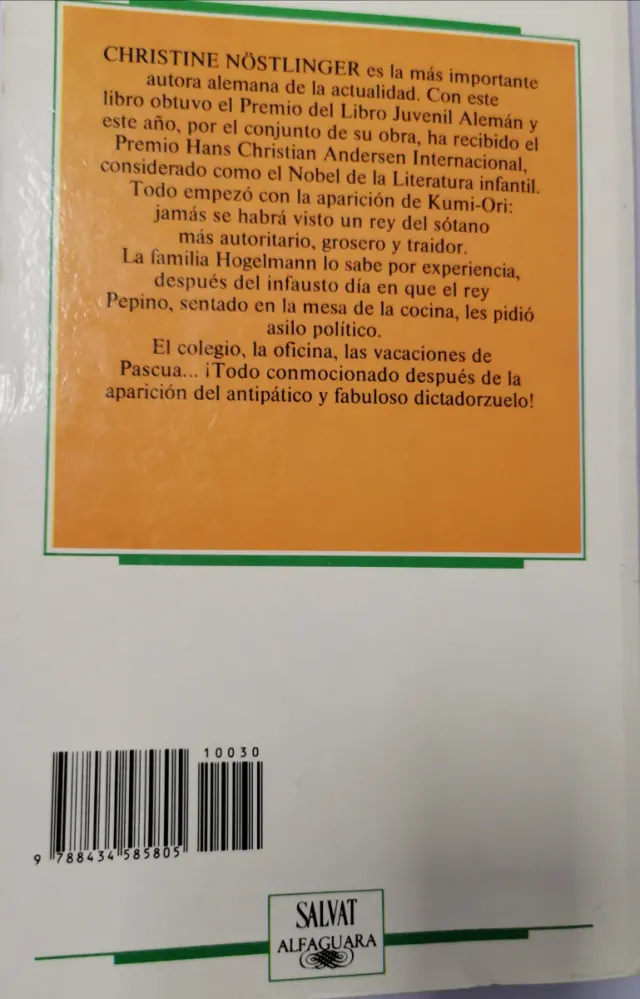 CHRISTINE NÖSTLINGER es la más importante
autora alemana de la actualidad. Con este
libro obtuvo el Premio del Libro Juvenil Alemán y
este año, por el conjunto de su obra, ha recibido el
Premio Hans Christian Andersen Internacional,
considerado como el Nobel de la Literatura infantil.
Todo empezó con la aparición de Kumi-Ori:
jamás se habrá visto un rey del sótano
más autoritario, grosero y traidor.
La familia Hogelmann lo sabe por experiencia,
después del infausto día en que el rey
Pepino, sentado en la mesa de la cocina, les pidió
asilo político.
El colegio, la oficina, las vacaciones de
Pascua... ¡Todo conmocionado después de la
aparición del antipático y fabuloso dictadorzuelo!
10030
9 788434 585805
SALVAT
ALFAGUARA